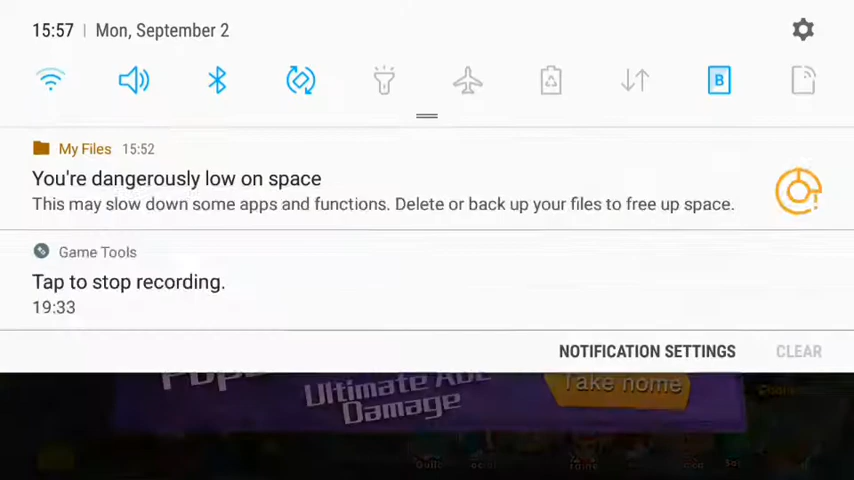 15:57 | Mon, September 2
B
My Files 15:52
You're dangerously low on space
This may slow down some apps and functions. Delete or back up your files to free up space.
Game Tools
Tap to stop recording.
19:33
NOTIFICATION SETTINGS CLEAR
Ultimate AoE
Damage
Take home